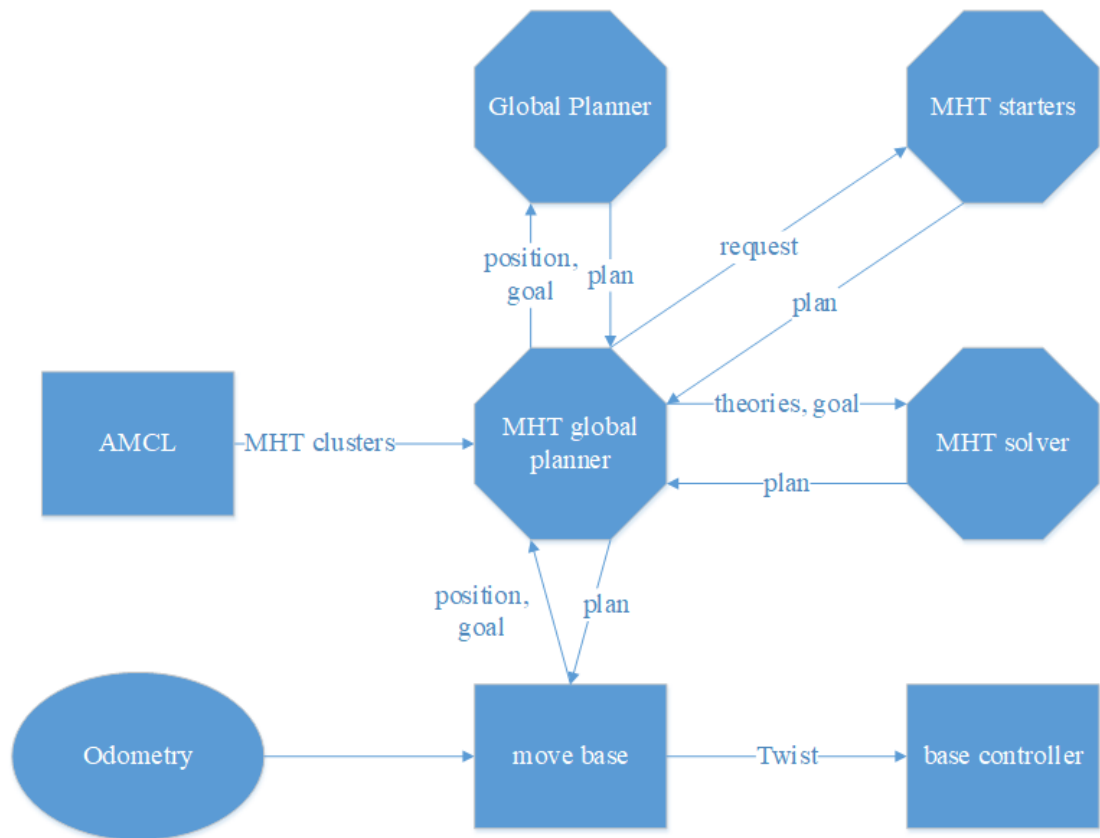 Global Planner
MHT starters
position,
goal
plan
request
plan
AMCL
MHT clusters
MHT global
planner
theories, goal
plan
MHT solver
position,
goal
plan
Odometry
move base
Twist
base controller